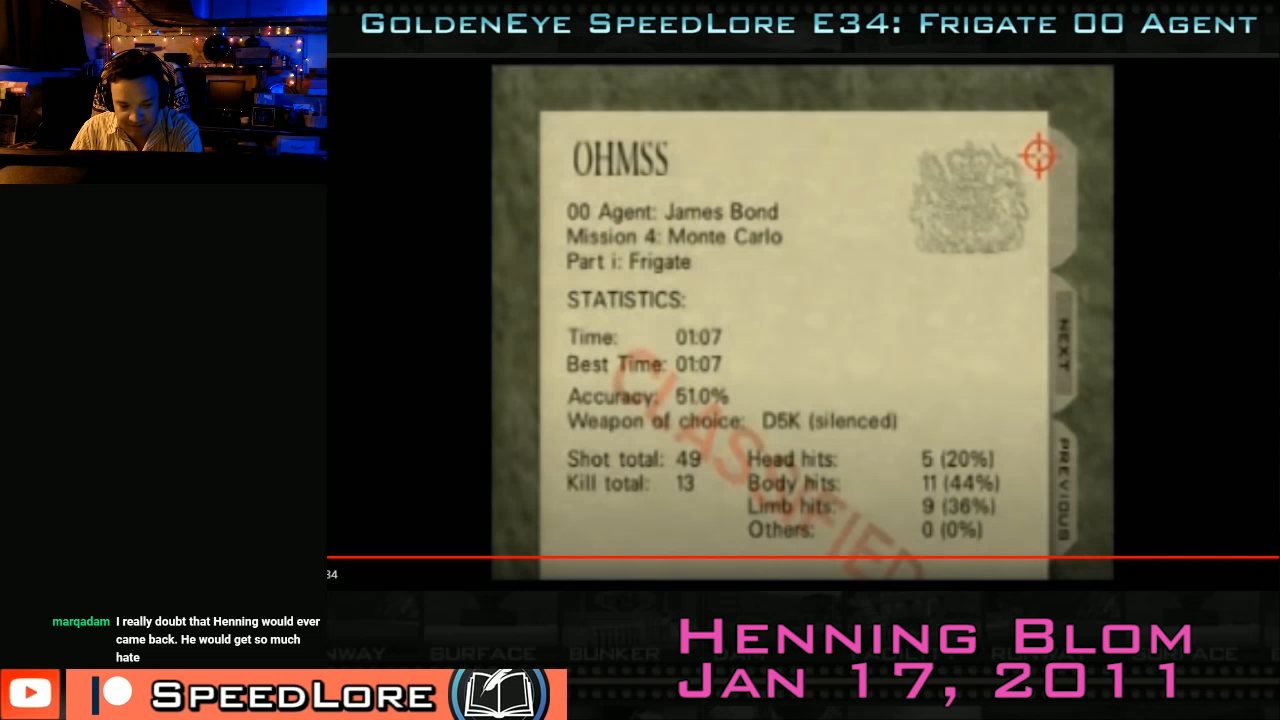 GoldenEye SpeedLore E34: Frigate 00 Agent
OHMSS
00 Agent: James Bond
Mission 4: Monte Carlo
Part i: Frigate
STATISTICS:
Time: 01:07
Best Time: 01:07
Accuracy: 51.0%
Weapon of choice: D5K (silenced)
Shot total: 49 Head hits: 5 (20%)
Kill total: 13 Body hits: 11 (44%)
Limb hits: 9 (36%)
Others: 0 (0%)
CLASSIFIED
NEXT
PREVIOUS
34
marqadam I really doubt that Henning would ever
came back. He would get so much
hate
SURFACE
BUNKER
Henning Blom
Jan 17, 2011
SpeedLore